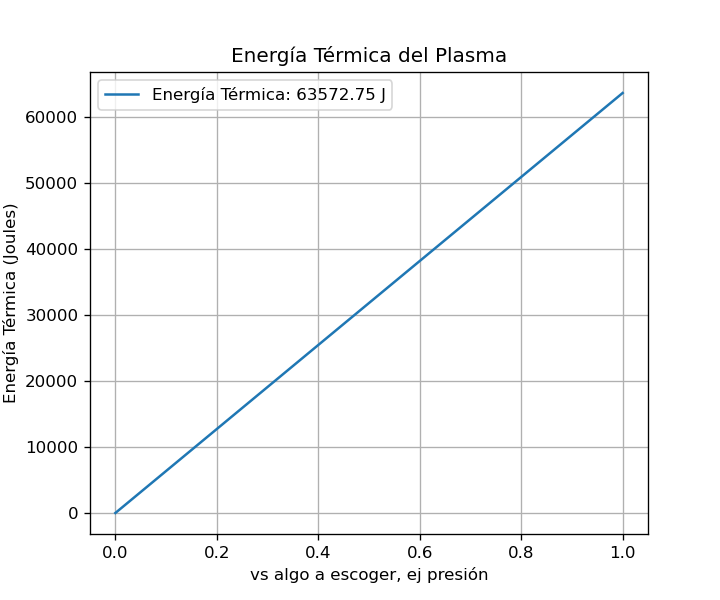 Energía Térmica del Plasma
Energía Térmica: 63572.75 J
Energía Térmica (Joules)
60000
50000
40000
30000
20000
10000
0
0.0 0.2 0.4 0.6 0.8 1.0
vs algo a escoger, ej presión